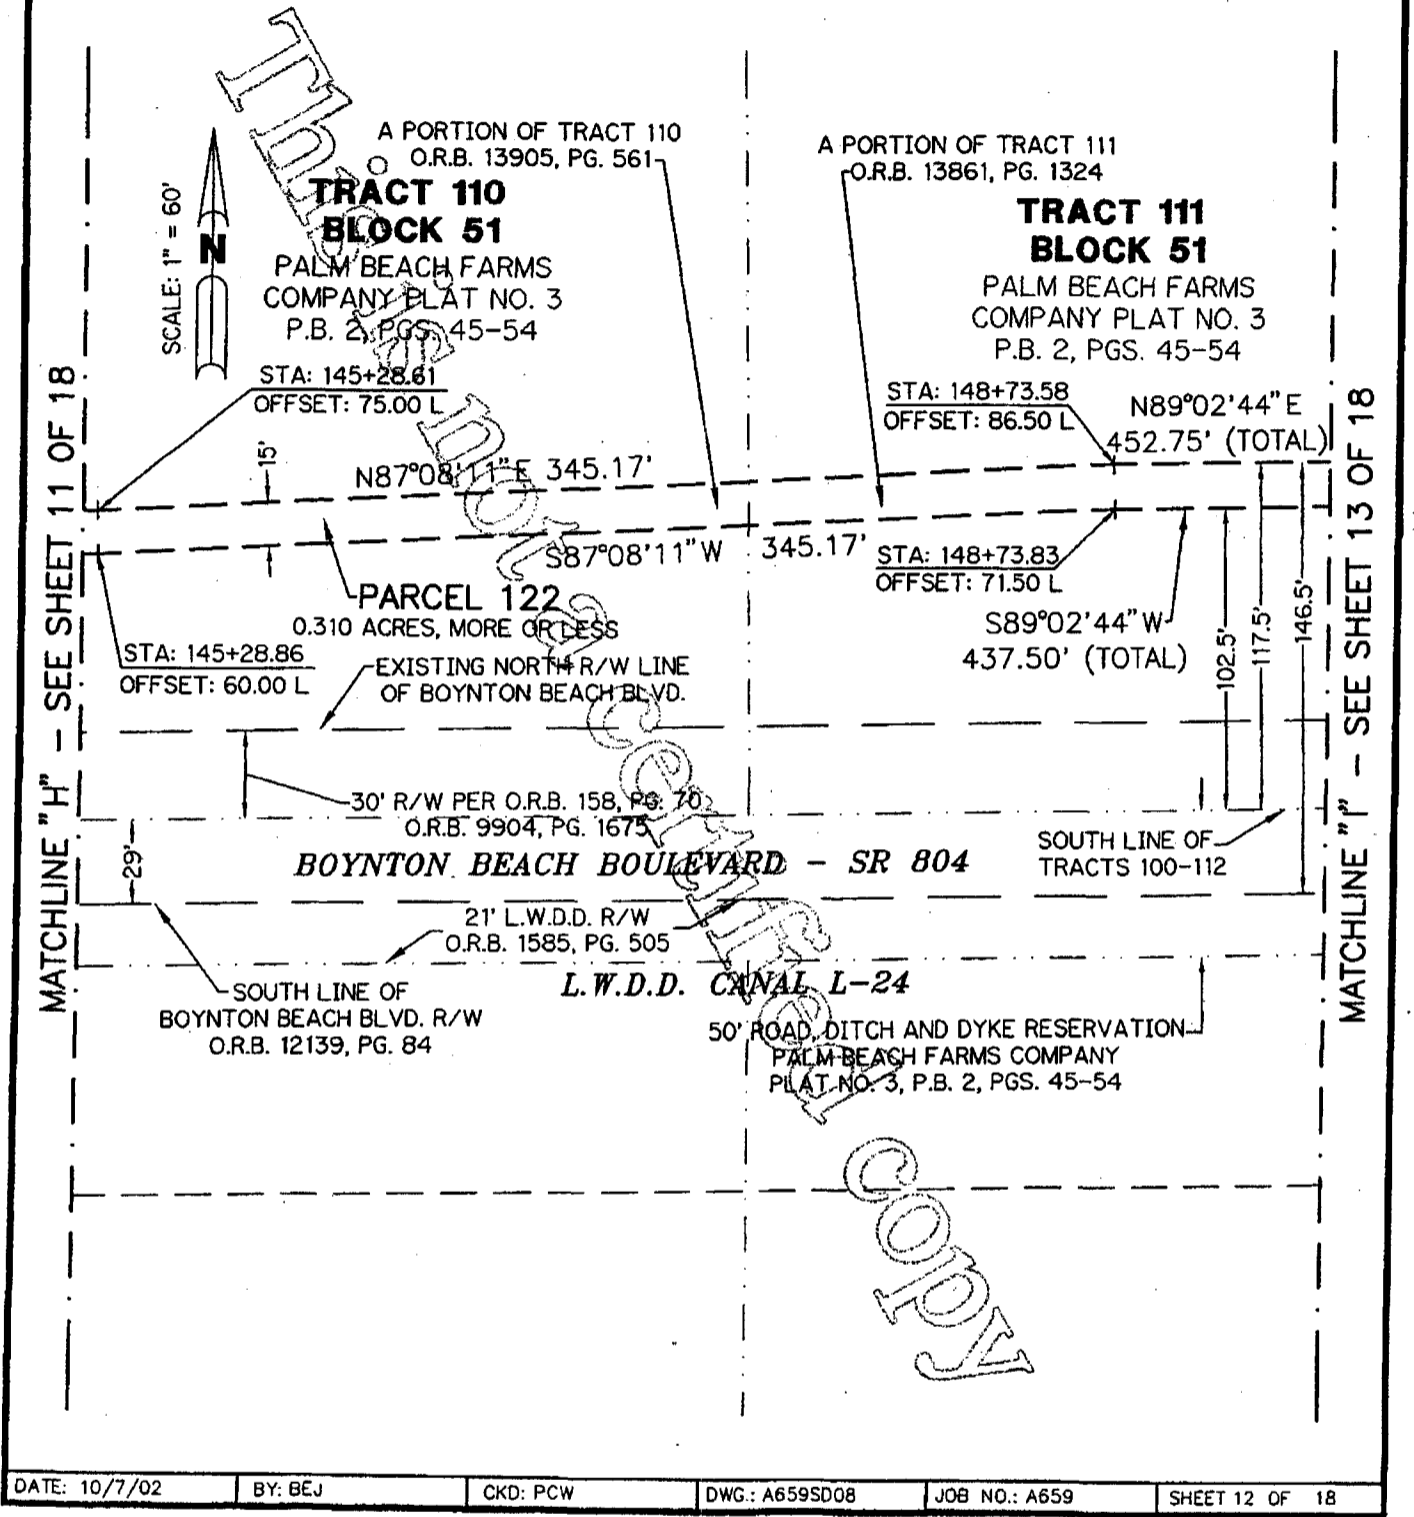 A PORTION OF TRACT 110
O.R.B. 13905, PG. 561
A PORTION OF TRACT 111
O.R.B. 13861, PG. 1324
SCALE: 1" = 60'
N
TRACT 110
BLOCK 51
PALM BEACH FARMS
COMPANY PLAT NO. 3
P.B. 2, PGS. 45-54
TRACT 111
BLOCK 51
PALM BEACH FARMS
COMPANY PLAT NO. 3
P.B. 2, PGS. 45-54
STA: 145+28.61
OFFSET: 75.00 L
STA: 148+73.58
OFFSET: 86.50 L
N89°02'44"E
452.75' (TOTAL)
15'
N87°08'11"E 345.17'
S87°08'11"W 345.17'
STA: 148+73.83
OFFSET: 71.50 L
PARCEL 122
0.310 ACRES, MORE OR LESS
S89°02'44"W
437.50' (TOTAL)
102.5'
117.5'
146.5'
STA: 145+28.86
OFFSET: 60.00 L
EXISTING NORTH R/W LINE
OF BOYNTON BEACH BLVD.
30' R/W PER O.R.B. 158, PG. 70
O.R.B. 9904, PG. 1675
29'
BOYNTON BEACH BOULEVARD - SR 804
SOUTH LINE OF
TRACTS 100-112
21' L.W.D.D. R/W
O.R.B. 1585, PG. 505
L.W.D.D. CANAL L-24
SOUTH LINE OF
BOYNTON BEACH BLVD. R/W
O.R.B. 12139, PG. 84
50' ROAD, DITCH AND DYKE RESERVATION
PALM BEACH FARMS COMPANY
PLAT NO. 3, P.B. 2, PGS. 45-54
MATCHLINE "H" - SEE SHEET 11 OF 18
MATCHLINE "I" - SEE SHEET 13 OF 18
This is not a certified copy
DATE: 10/7/02 BY: BEJ CKD: PCW DWG.: A659SD08 JOB NO.: A659 SHEET 12 OF 18